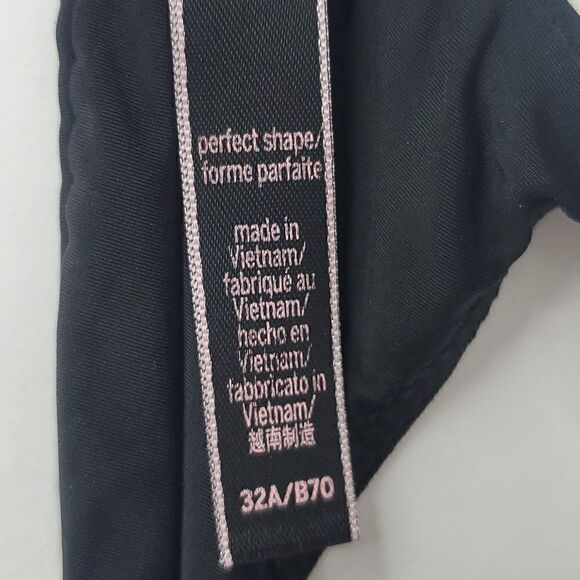 perfect shape/
forme parfaite
made in
Vietnam/
fabriqué au
Vietnam/
hecho en
Vietnam/
fabbricato in
Vietnam/
越南制造
32A/B70